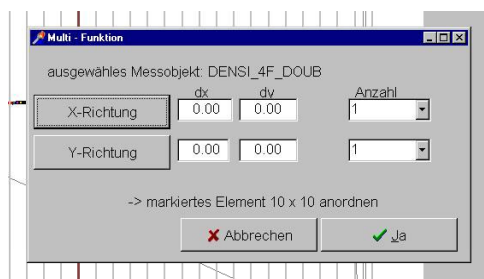 Multi - Funktion
ausgewähles Messobjekt: DENSI_4F_DOUB
dx dy Anzahl
X-Richtung 0.00 0.00 1
Y-Richtung 0.00 0.00 1
-> markiertes Element 10 x 10 anordnen
Abbrechen Ja